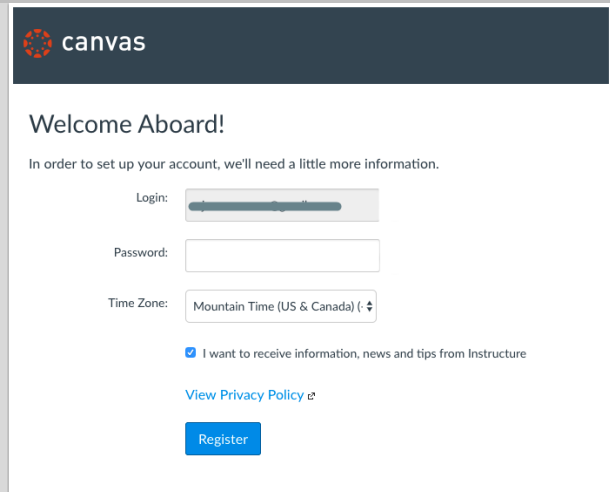 canvas
Welcome Aboard!
In order to set up your account, we'll need a little more information.
Login:
Password:
Time Zone: Mountain Time (US & Canada) (-
I want to receive information, news and tips from Instructure
View Privacy Policy
Register